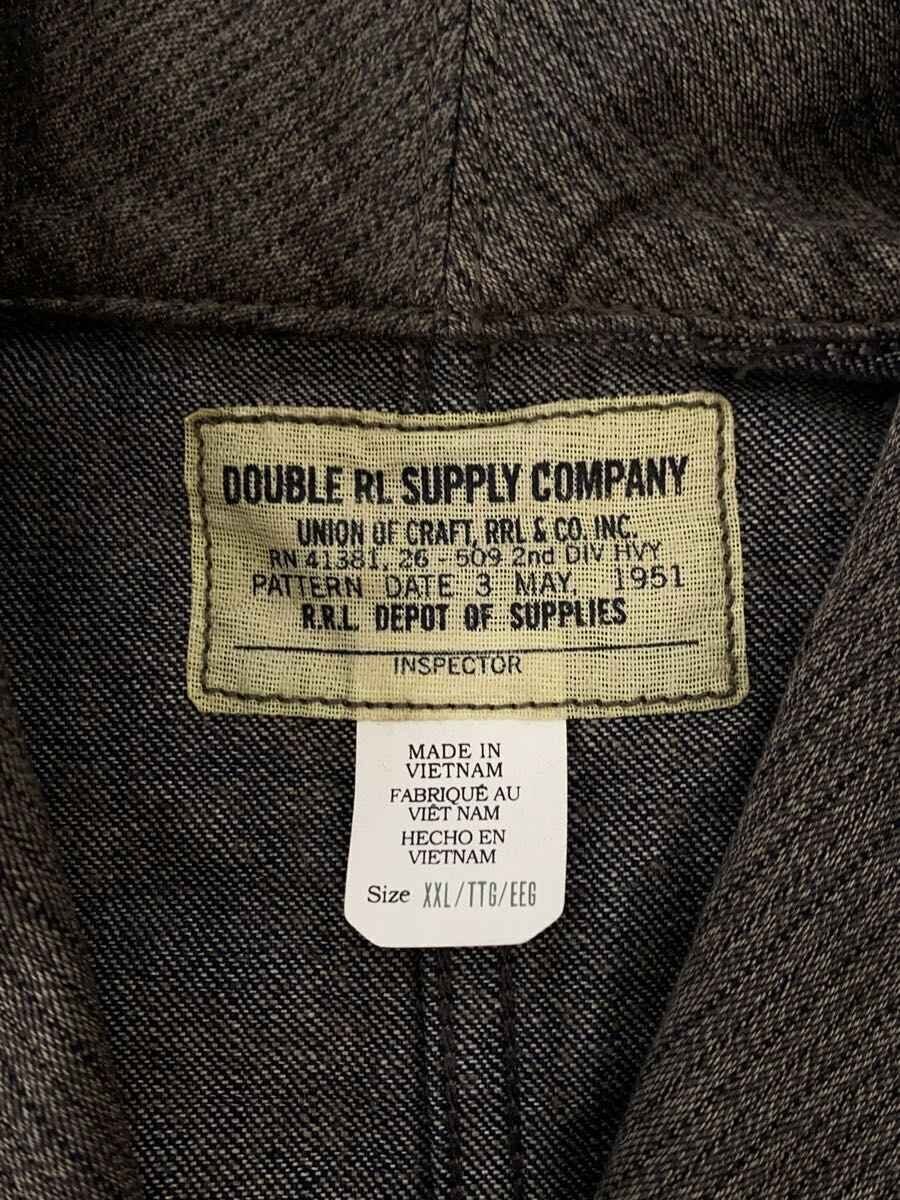 DOUBLE RL SUPPLY COMPANY
UNION OF CRAFT, RRL & CO. INC.
RN 41381, 26 - 509 2nd DIV HVY
PATTERN DATE 3 MAY, 1951
R.R.L. DEPOT OF SUPPLIES
INSPECTOR
MADE IN
VIETNAM
FABRIQUÉ AU
VIÊT NAM
HECHO EN
VIETNAM
Size XXL/TTG/EEG